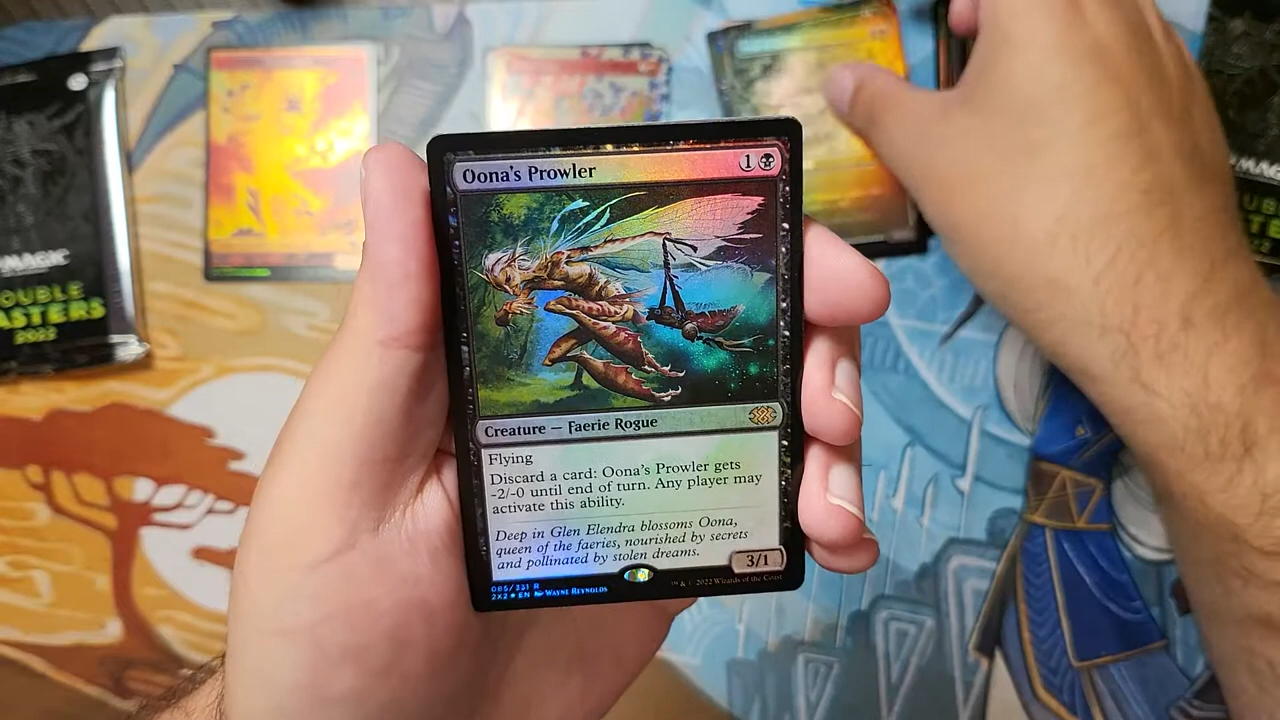 Oona's Prowler
1
Creature — Faerie Rogue
Flying
Discard a card: Oona's Prowler gets
-2/-0 until end of turn. Any player may
activate this ability.
Deep in Glen Elendra blossoms Oona,
queen of the faeries, nourished by secrets
and pollinated by stolen dreams.
3/1
085/331 R
2X2 ★ EN Wayne Reynolds
™ & © 2022 Wizards of the Coast
MAGIC
OUBLE
ASTERS
2022
MAGIC
UB
TE